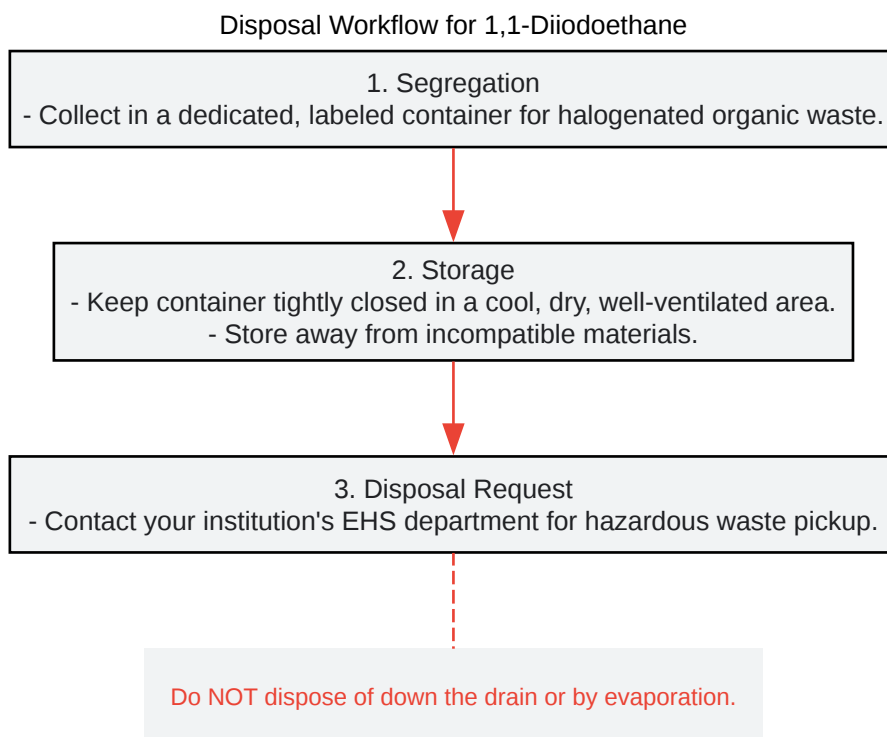 Disposal Workflow for 1,1-Diiodoethane
1. Segregation
- Collect in a dedicated, labeled container for halogenated organic waste.
2. Storage
- Keep container tightly closed in a cool, dry, well-ventilated area.
- Store away from incompatible materials.
3. Disposal Request
- Contact your institution's EHS department for hazardous waste pickup.
Do NOT dispose of down the drain or by evaporation.